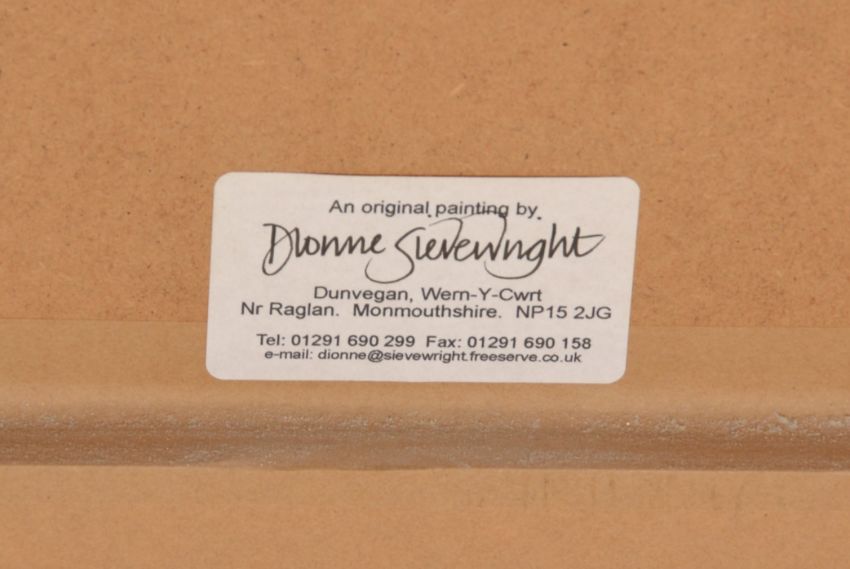 An original painting by
Dionne Sievewright
Dunvegan, Wern-Y-Cwrt
Nr Raglan. Monmouthshire. NP15 2JG
Tel: 01291 690 299 Fax: 01291 690 158
e-mail: dionne@sievewright.freeserve.co.uk